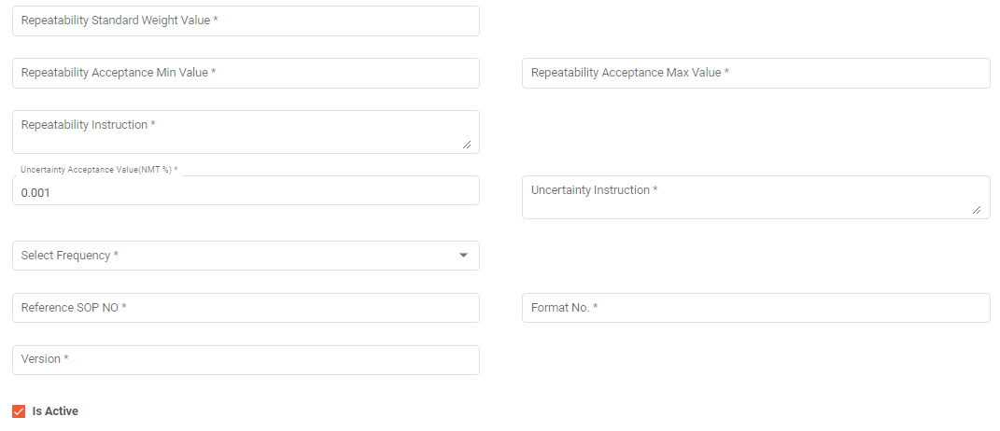 Repeatability Standard Weight Value *
Repeatability Acceptance Min Value *
Repeatability Acceptance Max Value *
Repeatability Instruction *
Uncertainty Acceptance Value(NMT %) *
0.001
Uncertainty Instruction *
Select Frequency *
Reference SOP NO *
Format No. *
Version *
Is Active